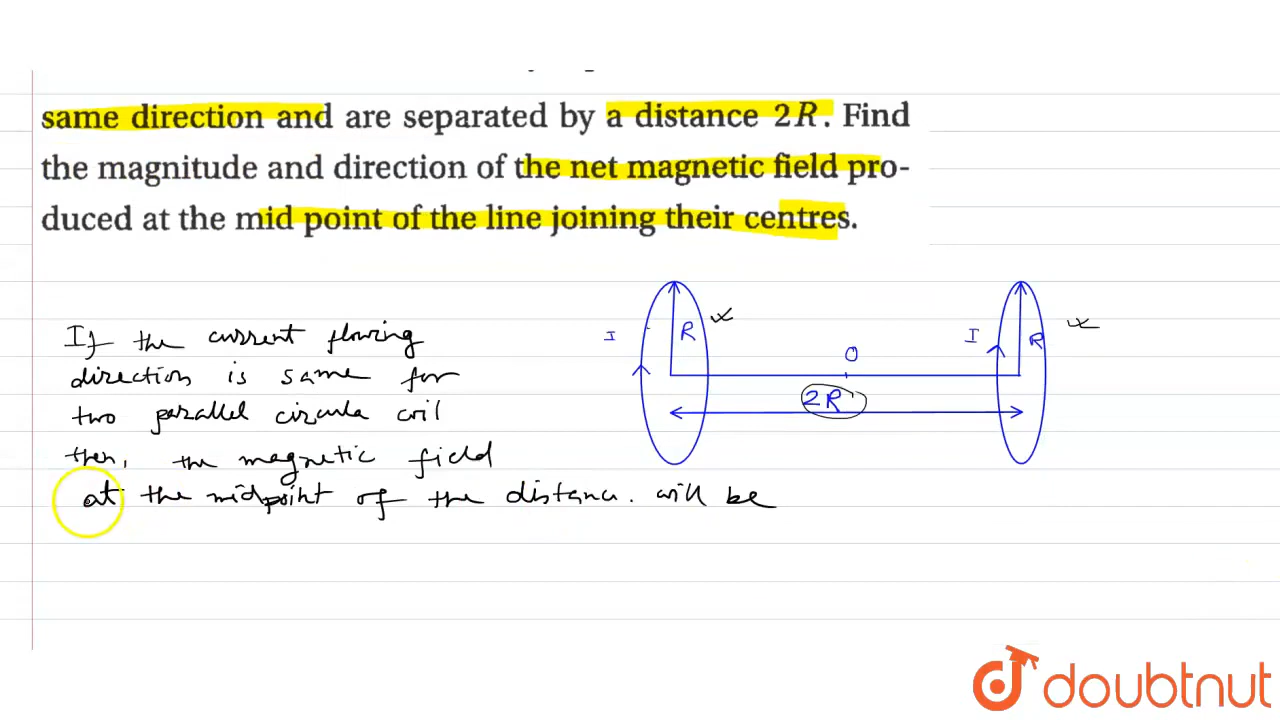 same direction and are separated by a distance 2R. Find
the magnitude and direction of the net magnetic field pro-
duced at the mid point of the line joining their centres.
If the current flowing
direction is same for
two parallel circula coil
then, the magnetic field
at the midpoint of the distance. will be
I
R
O
I
R
2R
doubtnut